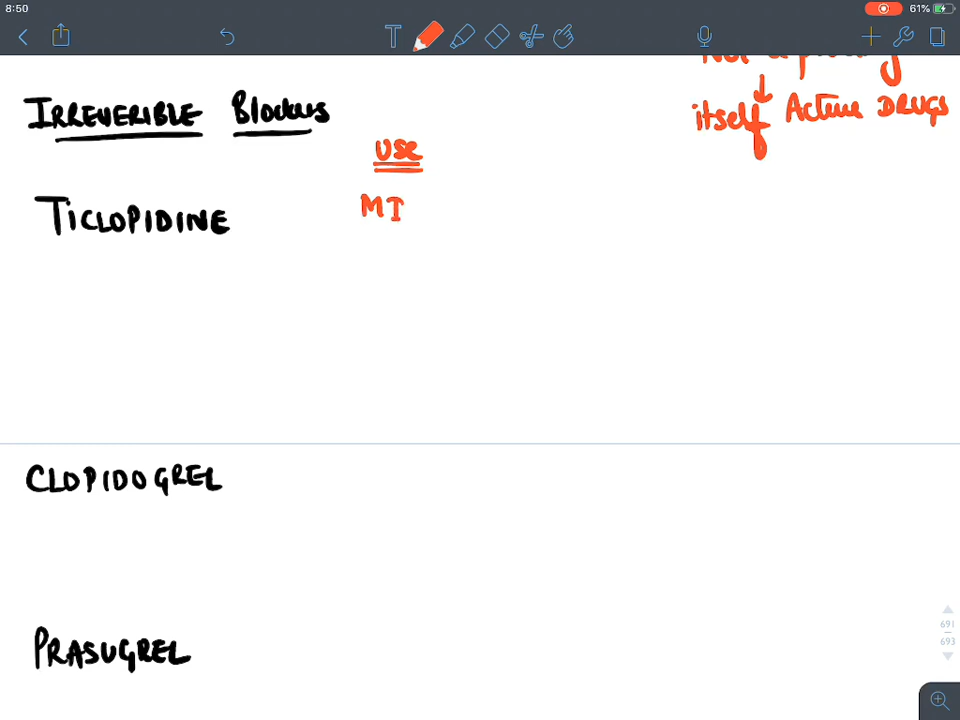 8:50
61%
T
itself Active DRUGS
IRREVERIBLE Blockers
USE
TICLOPIDINE
MI
CLOPIDOGREL
691
693
PRASUGREL